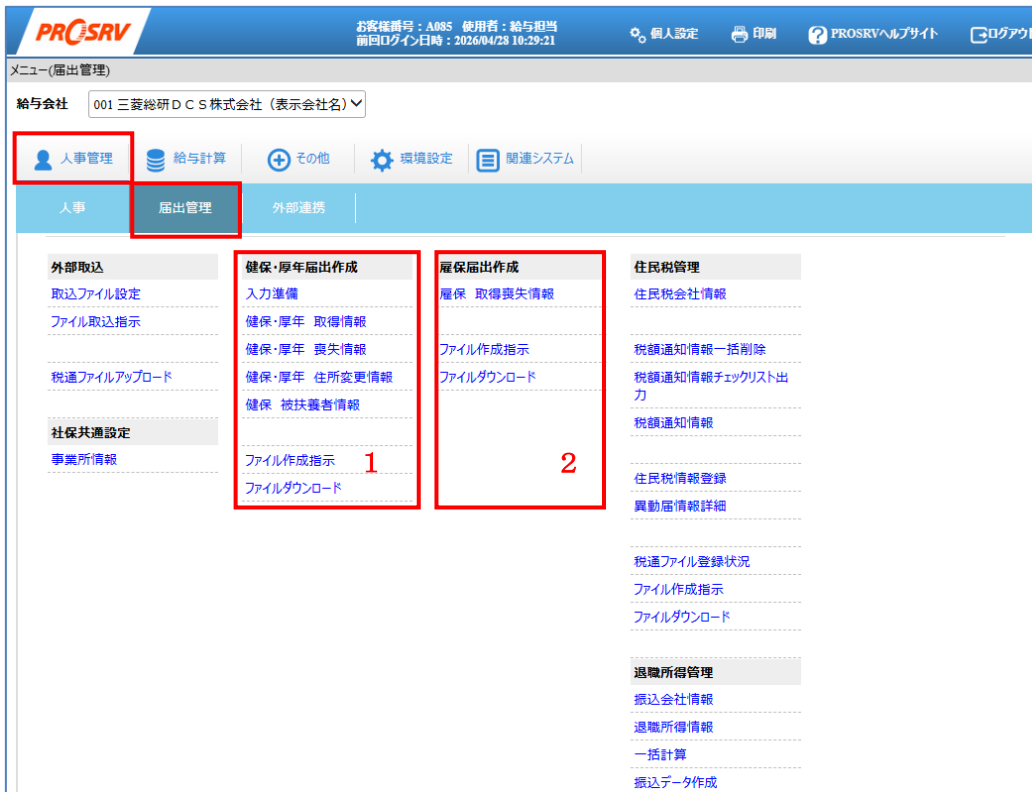 PROSRV
お客様番号：A085 使用者：給与担当
前回ログイン日時：2026/04/28 10:29:21
個人設定
印刷
PROSRVヘルプサイト
ログアウト
メニュー(届出管理)
給与会社
001 三菱総研ＤＣＳ株式会社（表示会社名）
人事管理
給与計算
その他
環境設定
関連システム
人事
届出管理
外部連携
外部取込
取込ファイル設定
ファイル取込指示
税通ファイルアップロード
社保共通設定
事業所情報
健保･厚年届出作成
入力準備
健保･厚年 取得情報
健保･厚年 喪失情報
健保･厚年 住所変更情報
健保 被扶養者情報
ファイル作成指示
1
ファイルダウンロード
雇保届出作成
雇保 取得喪失情報
ファイル作成指示
ファイルダウンロード
2
住民税管理
住民税会社情報
税額通知情報一括削除
税額通知情報チェックリスト出
力
税額通知情報
住民税情報登録
異動届情報詳細
税通ファイル登録状況
ファイル作成指示
ファイルダウンロード
退職所得管理
振込会社情報
退職所得情報
一括計算
振込データ作成